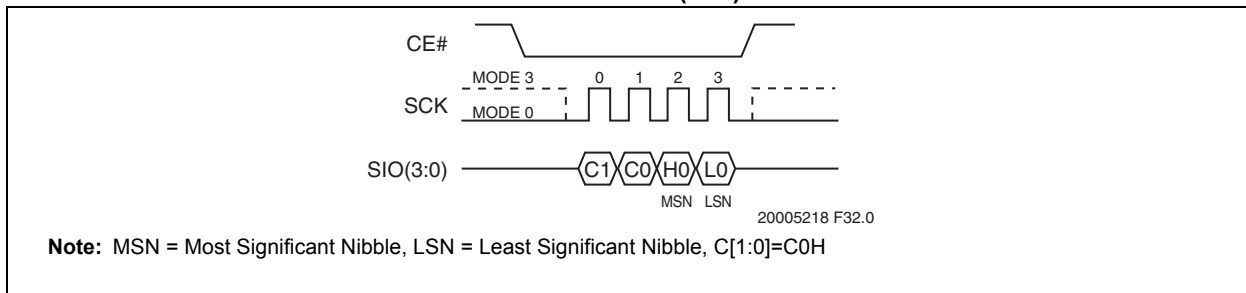 CE#
MODE 3 0 1 2 3
SCK
MODE 0
SIO(3:0) C1 C0 H0 L0
MSN LSN
20005218 F32.0
Note: MSN = Most Significant Nibble, LSN = Least Significant Nibble, C[1:0]=C0H